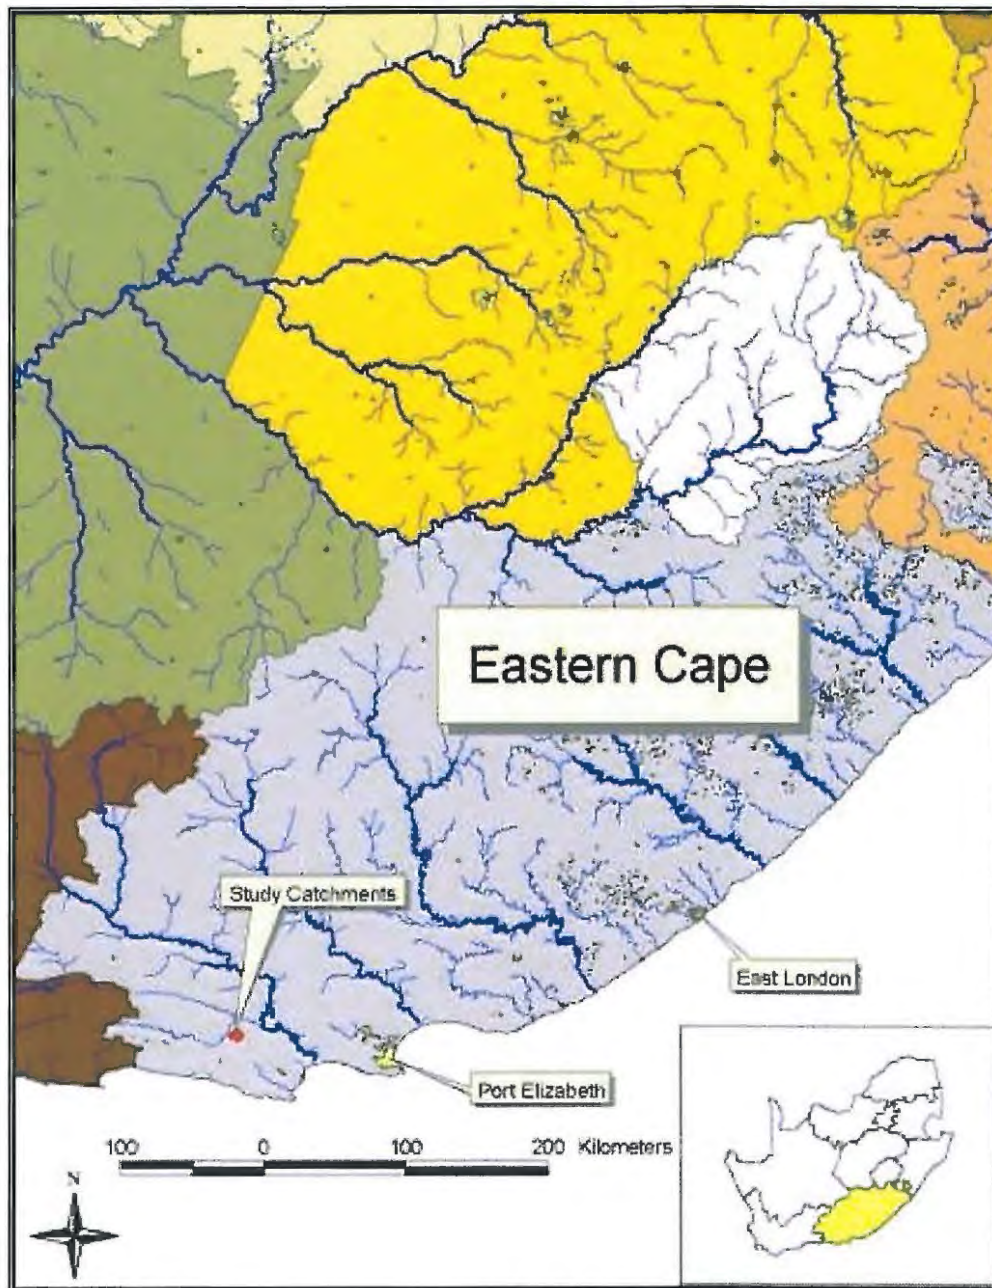 Eastern Cape
Study Catchments
East London
Port Elizabeth
100 0 100 200 Kilometers
N